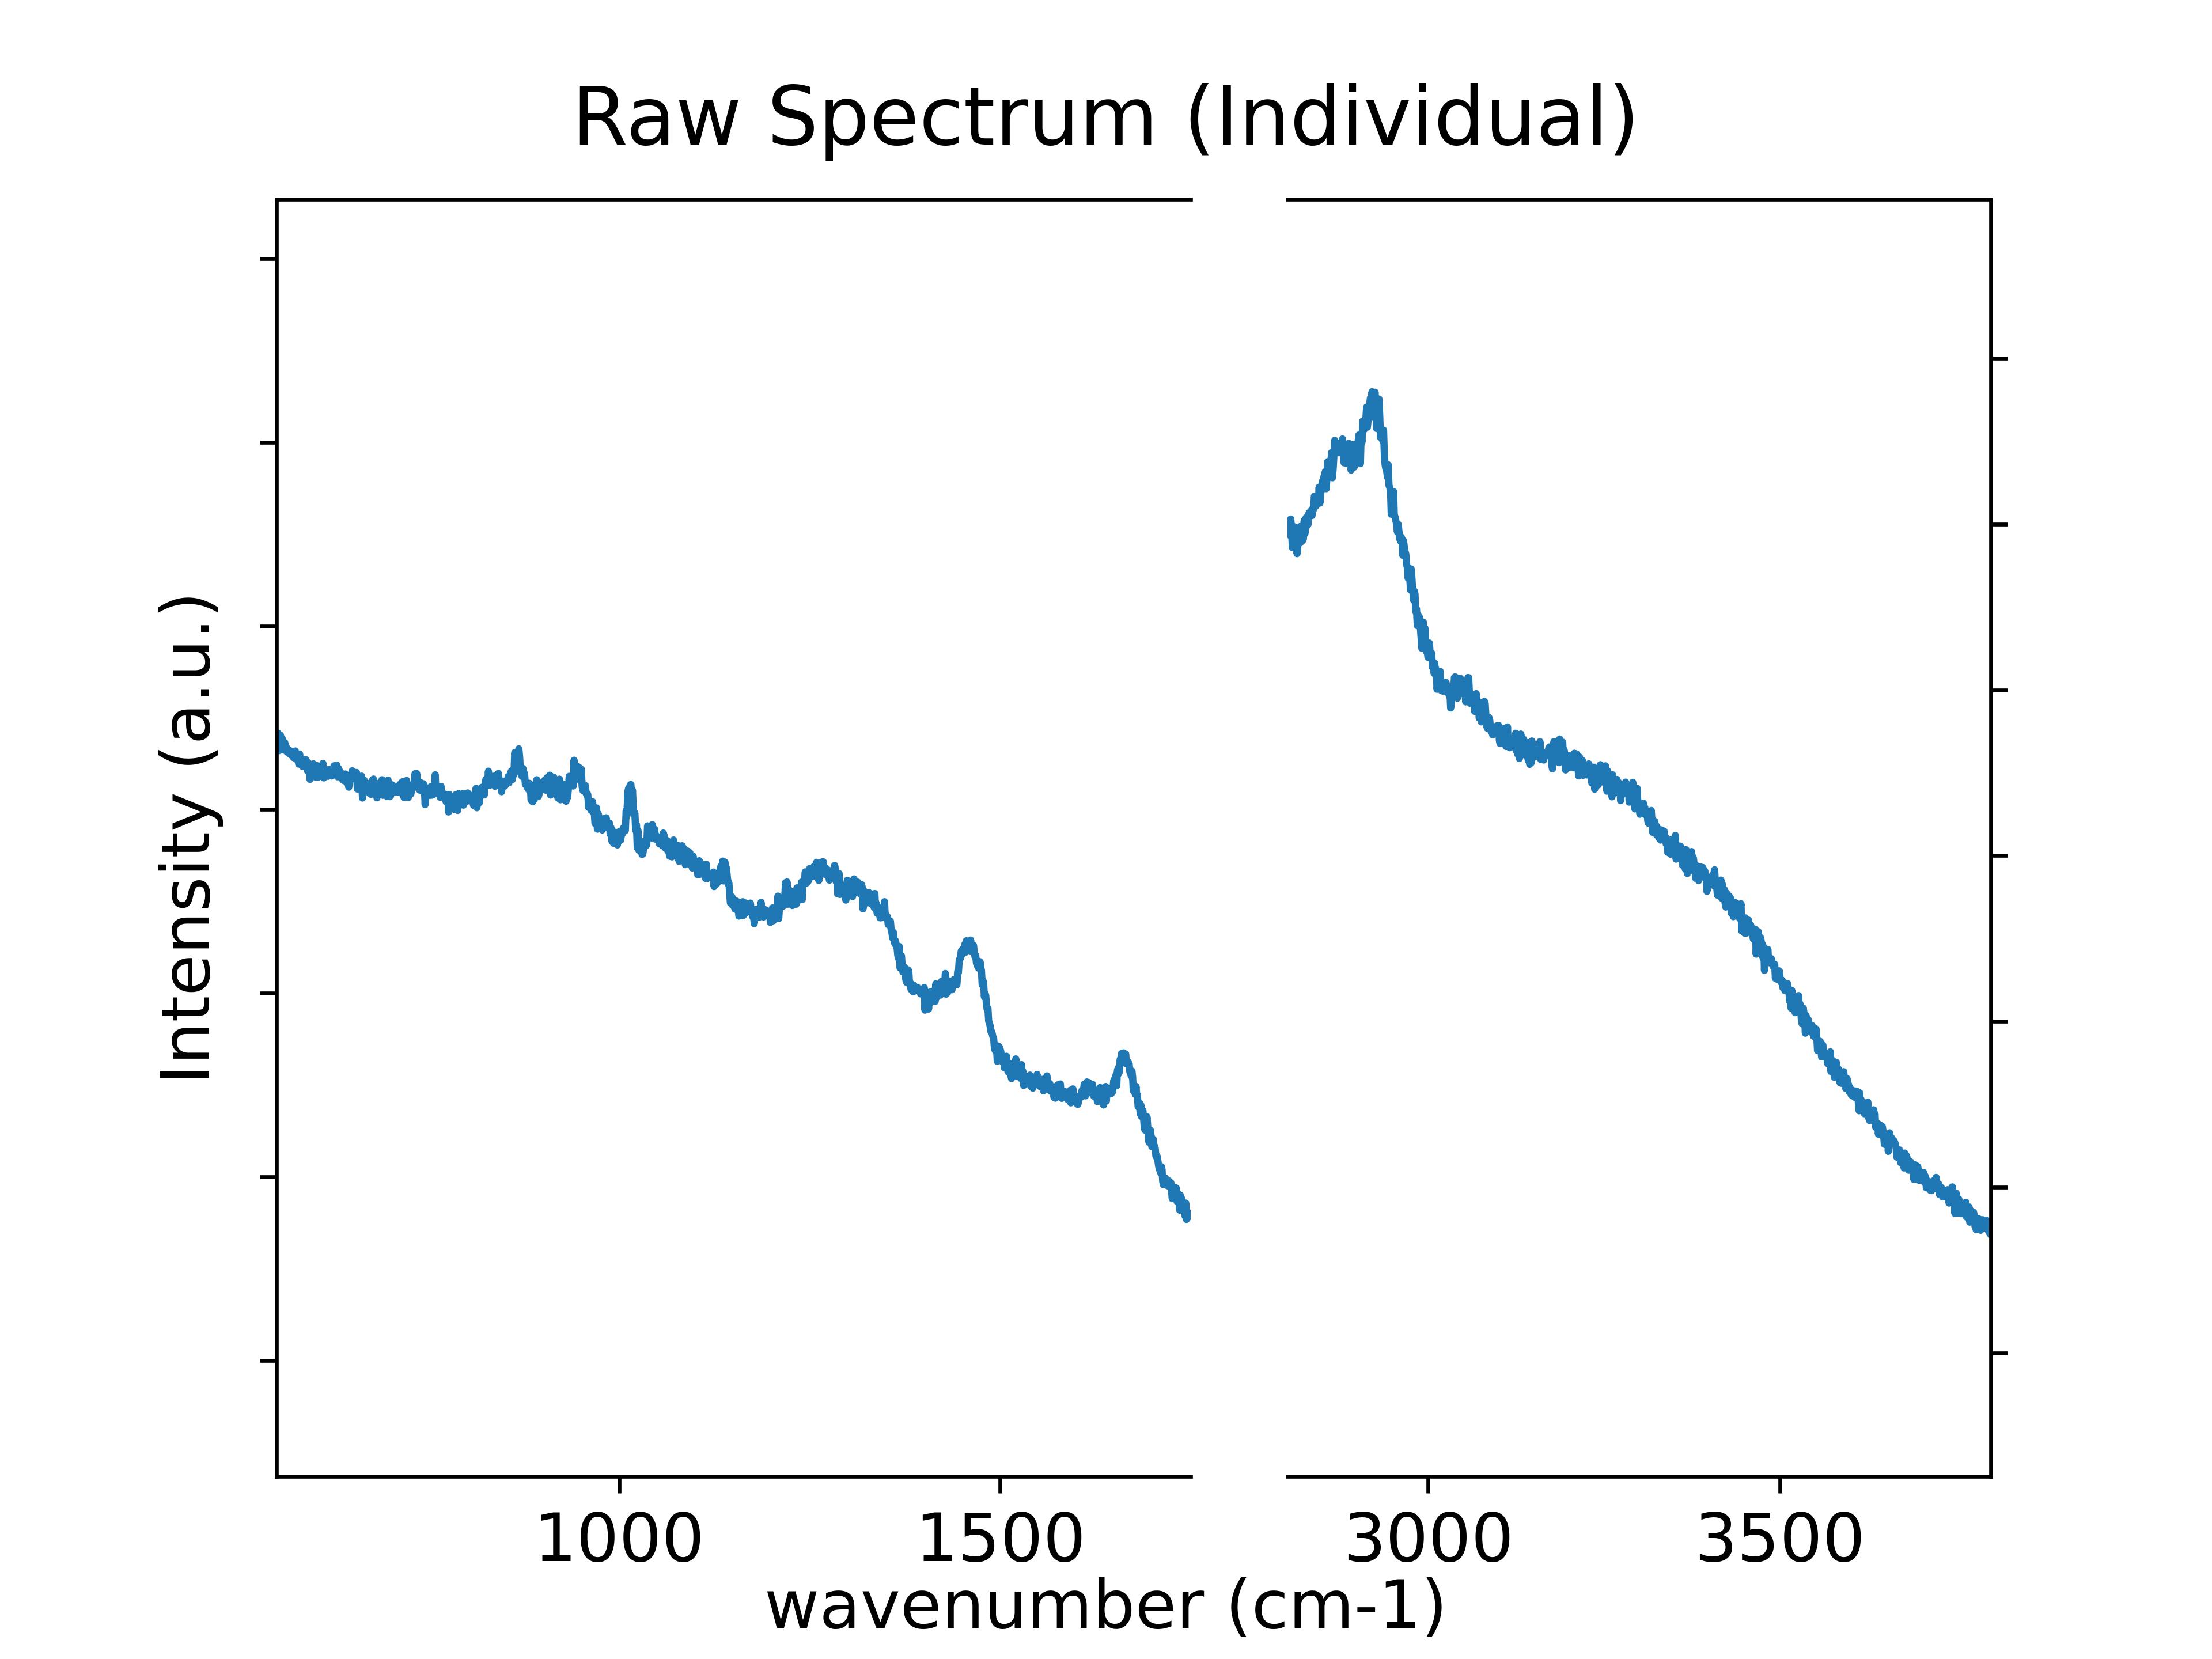 Raw Spectrum (Individual)
Intensity (a.u.)
1000 1500 3000 3500
wavenumber (cm-1)